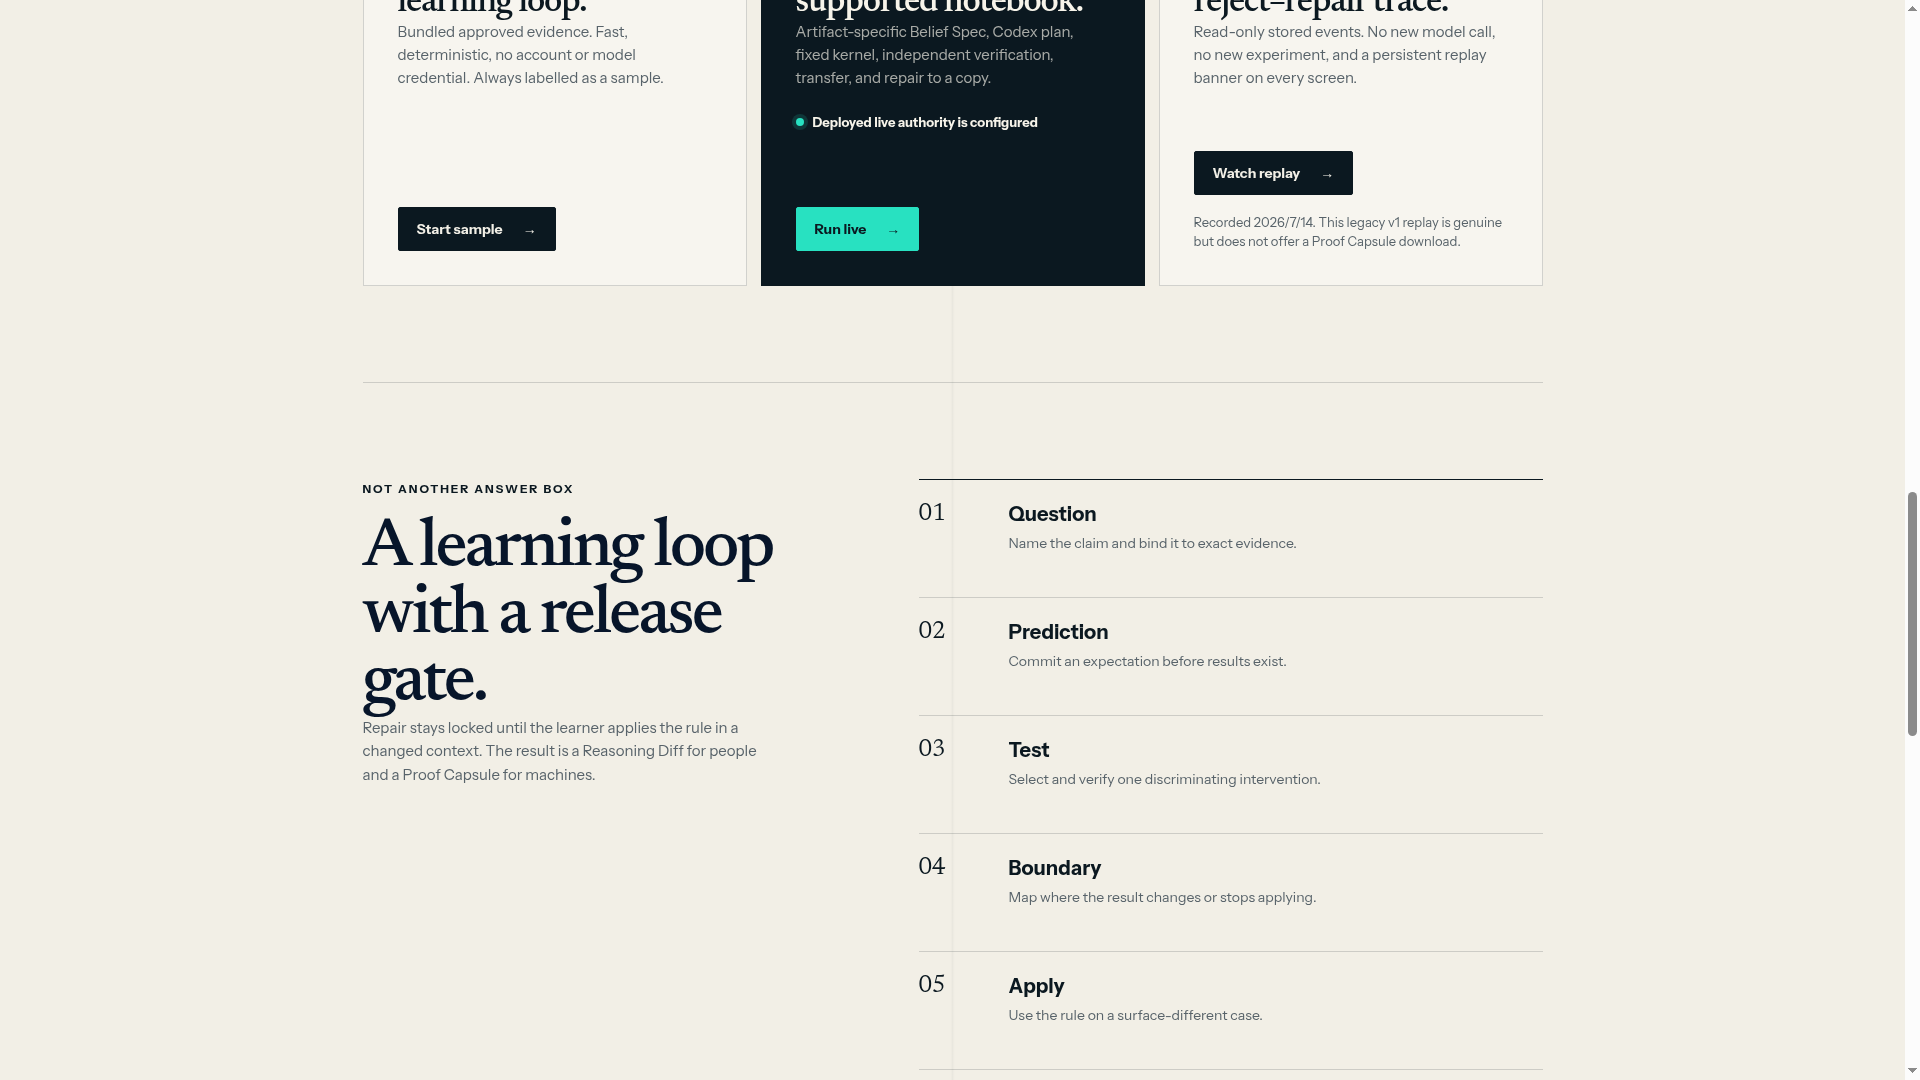 learning loop.
Bundled approved evidence. Fast,
deterministic, no account or model
credential. Always labelled as a sample.
Start sample →
supported notebook.
Artifact-specific Belief Spec, Codex plan,
fixed kernel, independent verification,
transfer, and repair to a copy.
Deployed live authority is configured
Run live →
reject–repair trace.
Read-only stored events. No new model call,
no new experiment, and a persistent replay
banner on every screen.
Watch replay →
Recorded 2026/7/14. This legacy v1 replay is genuine
but does not offer a Proof Capsule download.
NOT ANOTHER ANSWER BOX
A learning loop
with a release
gate.
Repair stays locked until the learner applies the rule in a
changed context. The result is a Reasoning Diff for people
and a Proof Capsule for machines.
01 Question
Name the claim and bind it to exact evidence.
02 Prediction
Commit an expectation before results exist.
03 Test
Select and verify one discriminating intervention.
04 Boundary
Map where the result changes or stops applying.
05 Apply
Use the rule on a surface-different case.